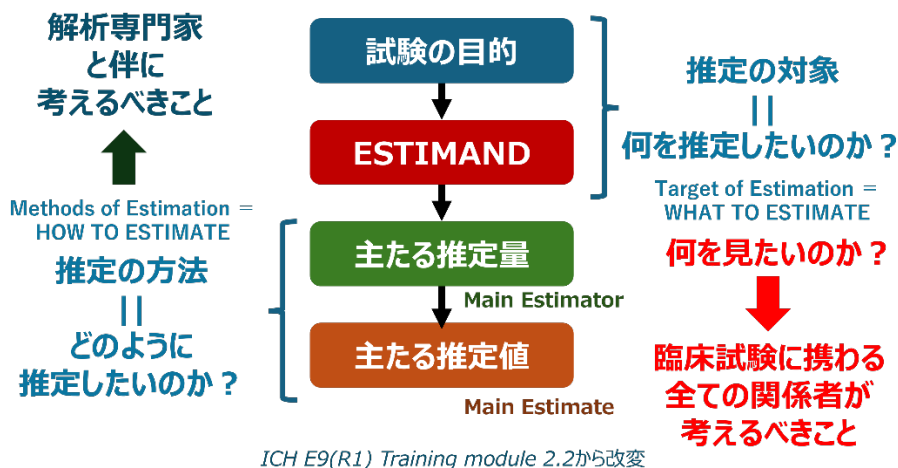 解析専門家
と伴に
考えるべきこと
Methods of Estimation =
HOW TO ESTIMATE
推定の方法
||
どのように
推定したいのか？
試験の目的
ESTIMAND
主たる推定量
Main Estimator
主たる推定値
Main Estimate
推定の対象
||
何を推定したいのか？
Target of Estimation =
WHAT TO ESTIMATE
何を見たいのか？
臨床試験に携わる
全ての関係者が
考えるべきこと
ICH E9(R1) Training module 2.2から改変